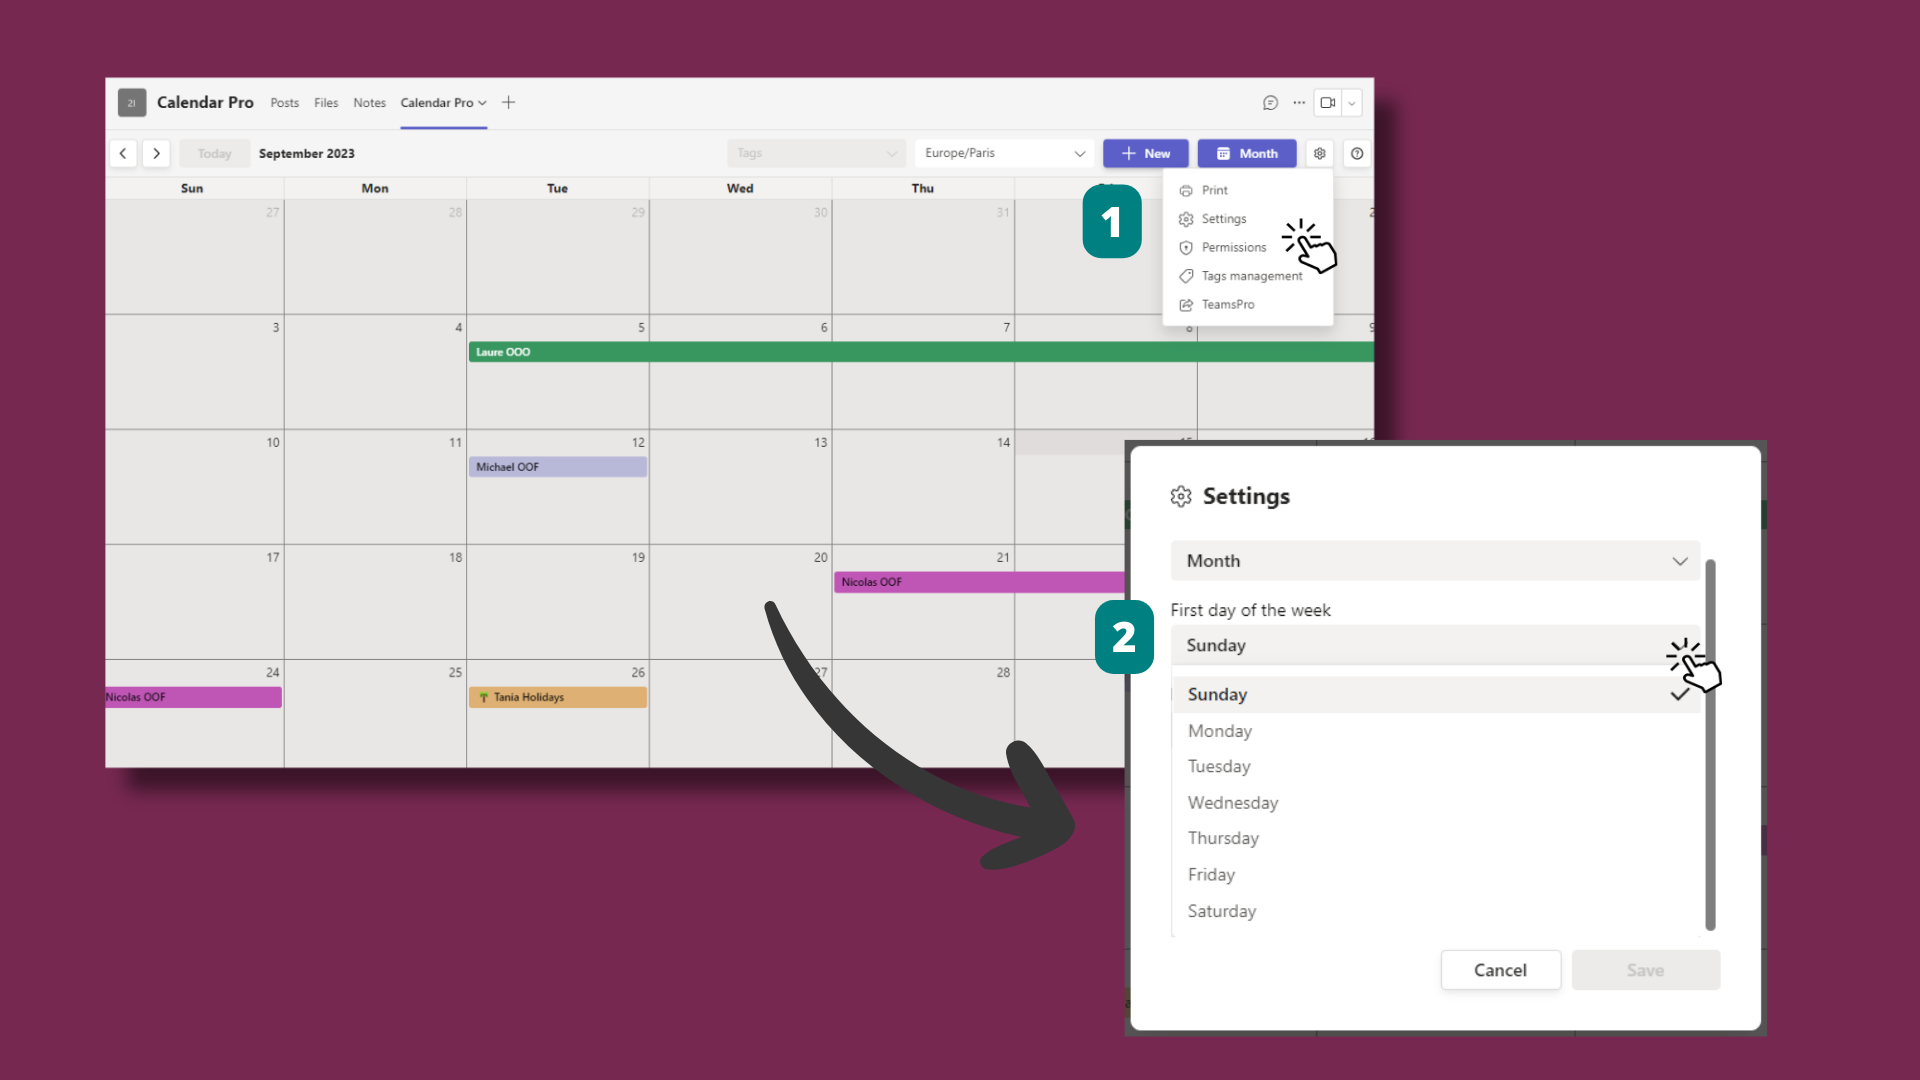 21 Calendar Pro Posts Files Notes Calendar Pro
Today September 2023 Tags Europe/Paris New Month
Sun Mon Tue Wed Thu
27 28 29 30 31
1
Print
Settings
Permissions
Tags management
TeamsPro
3 4 5 6 7 8 9
Laure OOO
10 11 12 13 14
Michael OOF
17 18 19 20 21
Nicolas OOF
24 25 26 27 28
Nicolas OOF Tania Holidays
Settings
Month
First day of the week
2
Sunday
Sunday
Monday
Tuesday
Wednesday
Thursday
Friday
Saturday
Cancel Save